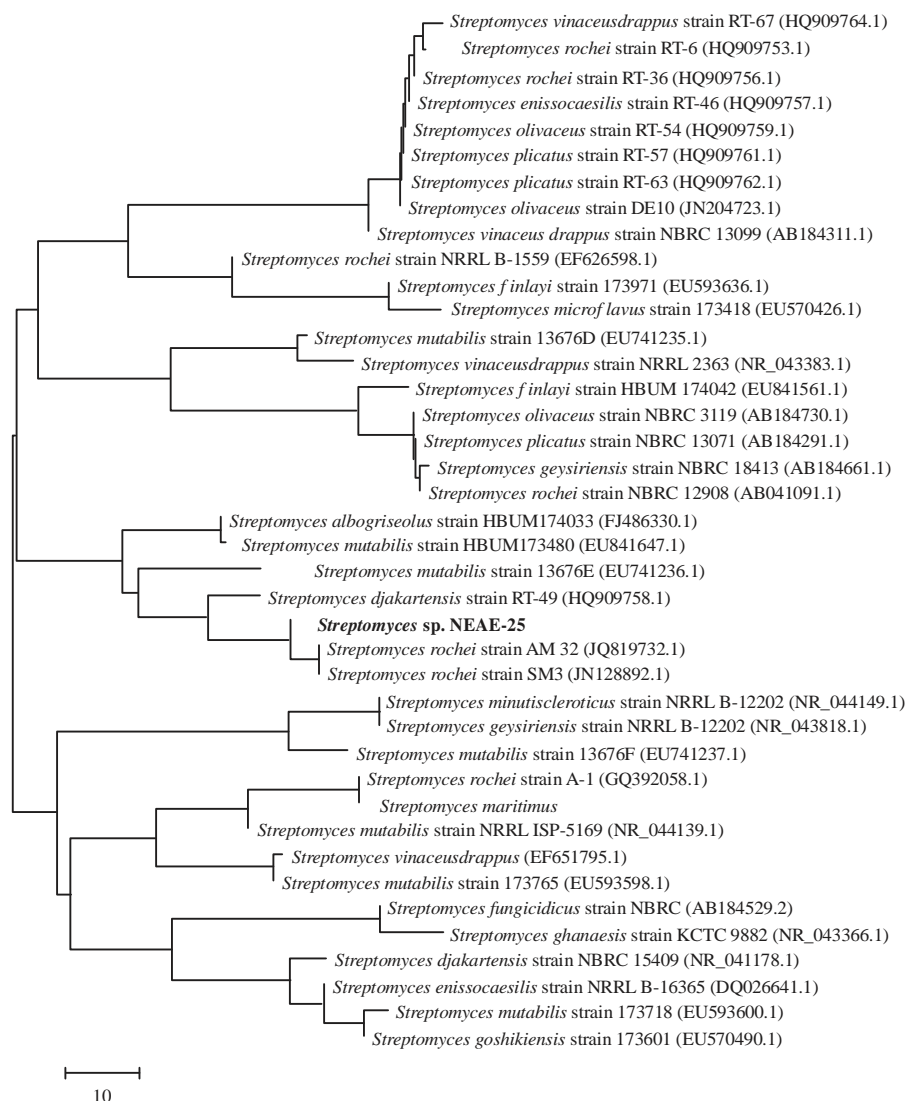 Streptomyces vinaceusdrappus strain RT-67 (HQ909764.1)
Streptomyces rochei strain RT-6 (HQ909753.1)
Streptomyces rochei strain RT-36 (HQ909756.1)
Streptomyces enissocaesilis strain RT-46 (HQ909757.1)
Streptomyces olivaceus strain RT-54 (HQ909759.1)
Streptomyces plicatus strain RT-57 (HQ909761.1)
Streptomyces plicatus strain RT-63 (HQ909762.1)
Streptomyces olivaceus strain DE10 (JN204723.1)
Streptomyces vinaceus drappus strain NBRC 13099 (AB184311.1)
Streptomyces rochei strain NRRL B-1559 (EF626598.1)
Streptomyces f inlayi strain 173971 (EU593636.1)
Streptomyces microf lavus strain 173418 (EU570426.1)
Streptomyces mutabilis strain 13676D (EU741235.1)
Streptomyces vinaceusdrappus strain NRRL 2363 (NR_043383.1)
Streptomyces f inlayi strain HBUM 174042 (EU841561.1)
Streptomyces olivaceus strain NBRC 3119 (AB184730.1)
Streptomyces plicatus strain NBRC 13071 (AB184291.1)
Streptomyces geysiriensis strain NBRC 18413 (AB184661.1)
Streptomyces rochei strain NBRC 12908 (AB041091.1)
Streptomyces albogriseolus strain HBUM174033 (FJ486330.1)
Streptomyces mutabilis strain HBUM173480 (EU841647.1)
Streptomyces mutabilis strain 13676E (EU741236.1)
Streptomyces djakartensis strain RT-49 (HQ909758.1)
Streptomyces sp. NEAE-25
Streptomyces rochei strain AM 32 (JQ819732.1)
Streptomyces rochei strain SM3 (JN128892.1)
Streptomyces minutiscleroticus strain NRRL B-12202 (NR_044149.1)
Streptomyces geysiriensis strain NRRL B-12202 (NR_043818.1)
Streptomyces mutabilis strain 13676F (EU741237.1)
Streptomyces rochei strain A-1 (GQ392058.1)
Streptomyces maritimus
Streptomyces mutabilis strain NRRL ISP-5169 (NR_044139.1)
Streptomyces vinaceusdrappus (EF651795.1)
Streptomyces mutabilis strain 173765 (EU593598.1)
Streptomyces fungicidicus strain NBRC (AB184529.2)
Streptomyces ghanaesis strain KCTC 9882 (NR_043366.1)
Streptomyces djakartensis strain NBRC 15409 (NR_041178.1)
Streptomyces enissocaesilis strain NRRL B-16365 (DQ026641.1)
Streptomyces mutabilis strain 173718 (EU593600.1)
Streptomyces goshikiensis strain 173601 (EU570490.1)
10